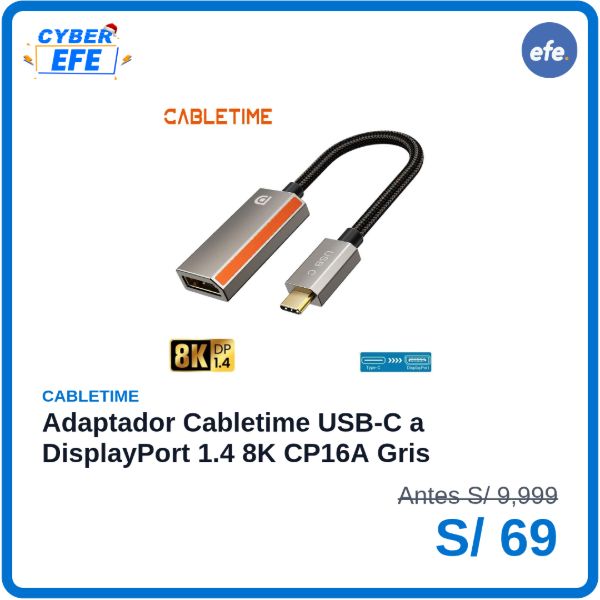 CYBER
EFE
efe.
CABLETIME
USB C
8K DP
1.4
Type-C >>> DisplayPort
CABLETIME
Adaptador Cabletime USB-C a
DisplayPort 1.4 8K CP16A Gris
Antes S/ 9,999
S/ 69